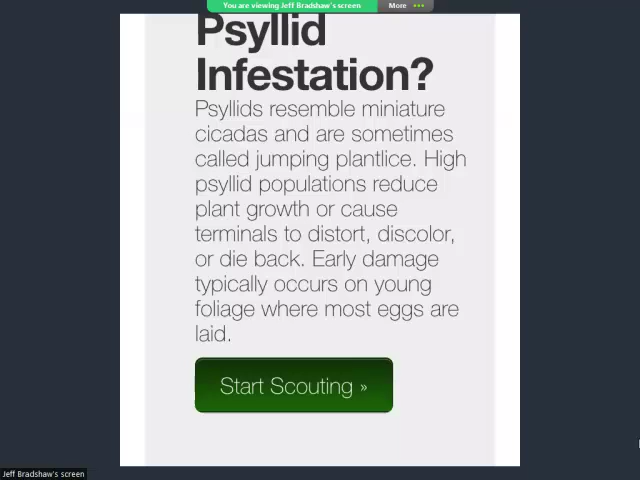 You are viewing Jeff Bradshaw's screen
More
Psyllid
Infestation?
Psyllids resemble miniature
cicadas and are sometimes
called jumping plantlice. High
psyllid populations reduce
plant growth or cause
terminals to distort, discolor,
or die back. Early damage
typically occurs on young
foliage where most eggs are
laid.
Start Scouting »
Jeff Bradshaw's screen